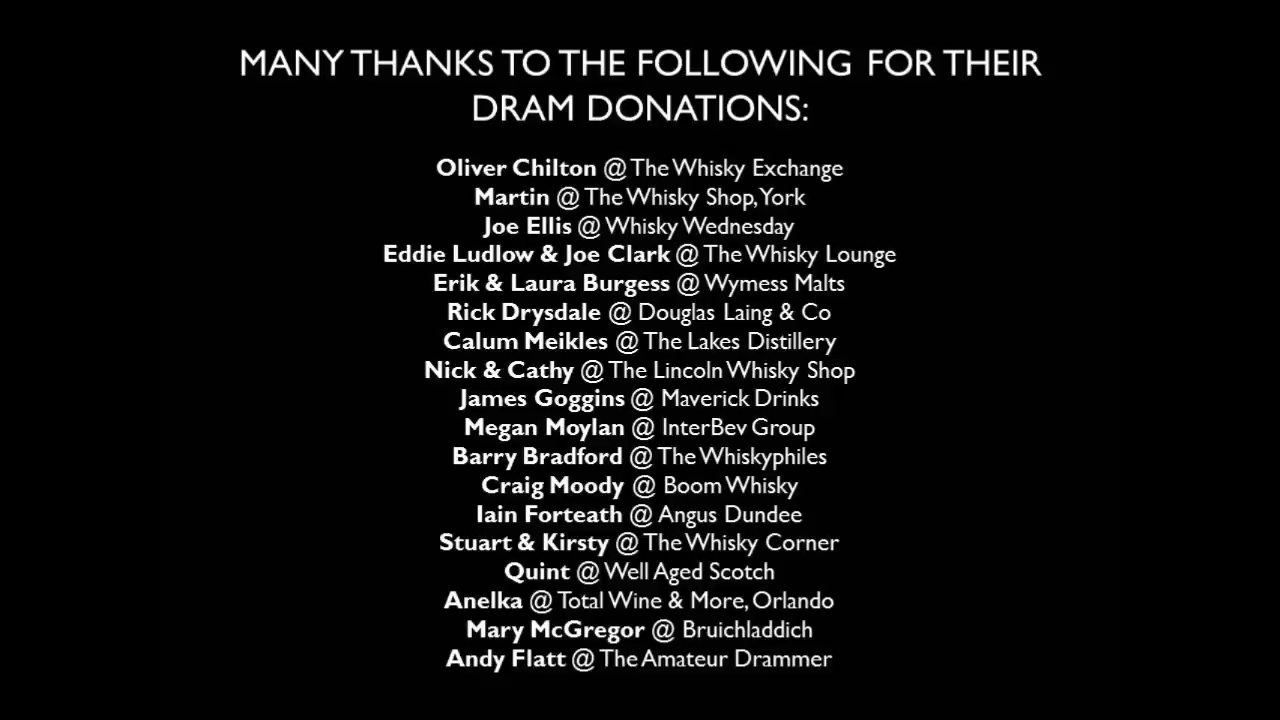 MANY THANKS TO THE FOLLOWING FOR THEIR
DRAM DONATIONS:
Oliver Chilton @ The Whisky Exchange
Martin @ The Whisky Shop, York
Joe Ellis @ Whisky Wednesday
Eddie Ludlow & Joe Clark @ The Whisky Lounge
Erik & Laura Burgess @ Wymess Malts
Rick Drysdale @ Douglas Laing & Co
Calum Meikles @ The Lakes Distillery
Nick & Cathy @ The Lincoln Whisky Shop
James Goggins @ Maverick Drinks
Megan Moylan @ InterBev Group
Barry Bradford @ The Whiskyphiles
Craig Moody @ Boom Whisky
Iain Forteath @ Angus Dundee
Stuart & Kirsty @ The Whisky Corner
Quint @ Well Aged Scotch
Anelka @ Total Wine & More, Orlando
Mary McGregor @ Bruichladdich
Andy Flatt @ The Amateur Drammer